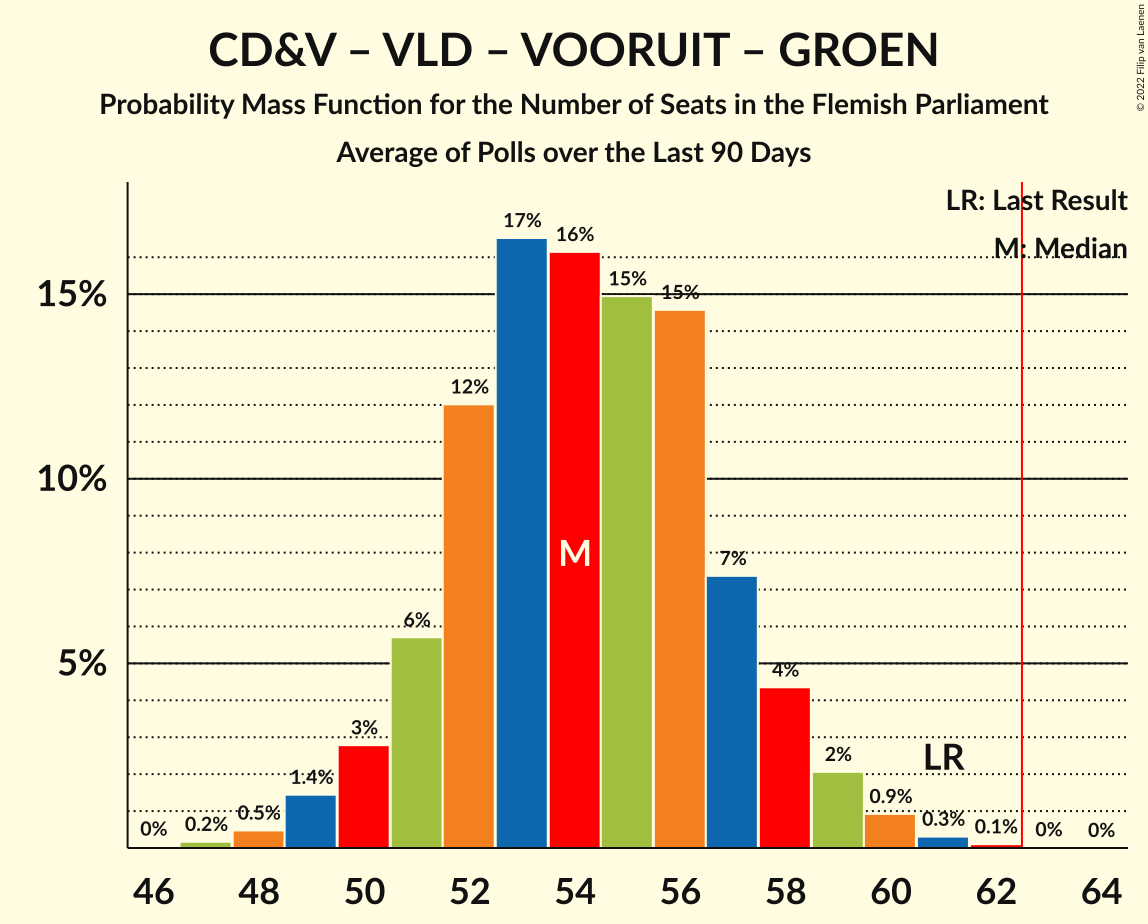 CD&V – VLD – VOORUIT – GROEN
Probability Mass Function for the Number of Seats in the Flemish Parliament
Average of Polls over the Last 90 Days
© 2022 Filip van Laenen
LR: Last Result
M: Median
15%
10%
5%
0%
0.2%
0.5%
1.4%
3%
6%
12%
17%
16%
15%
15%
7%
4%
2%
0.9%
0.3%
0.1%
0%
0%
M
LR
46 48 50 52 54 56 58 60 62 64